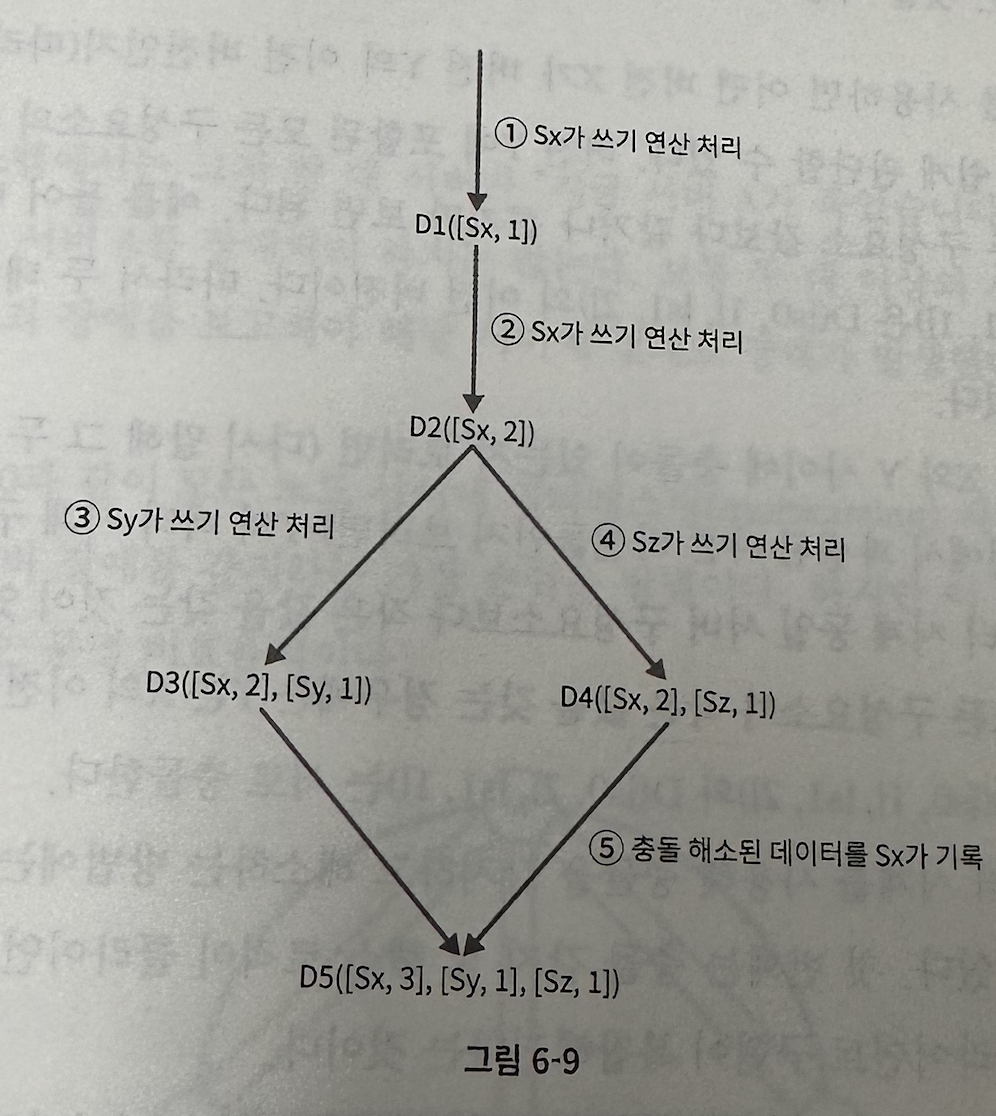 ① Sx가 쓰기 연산 처리
D1([Sx, 1])
② Sx가 쓰기 연산 처리
D2([Sx, 2])
③ Sy가 쓰기 연산 처리
④ Sz가 쓰기 연산 처리
D3([Sx, 2], [Sy, 1])
D4([Sx, 2], [Sz, 1])
⑤ 충돌 해소된 데이터를 Sx가 기록
D5([Sx, 3], [Sy, 1], [Sz, 1])
그림 6-9